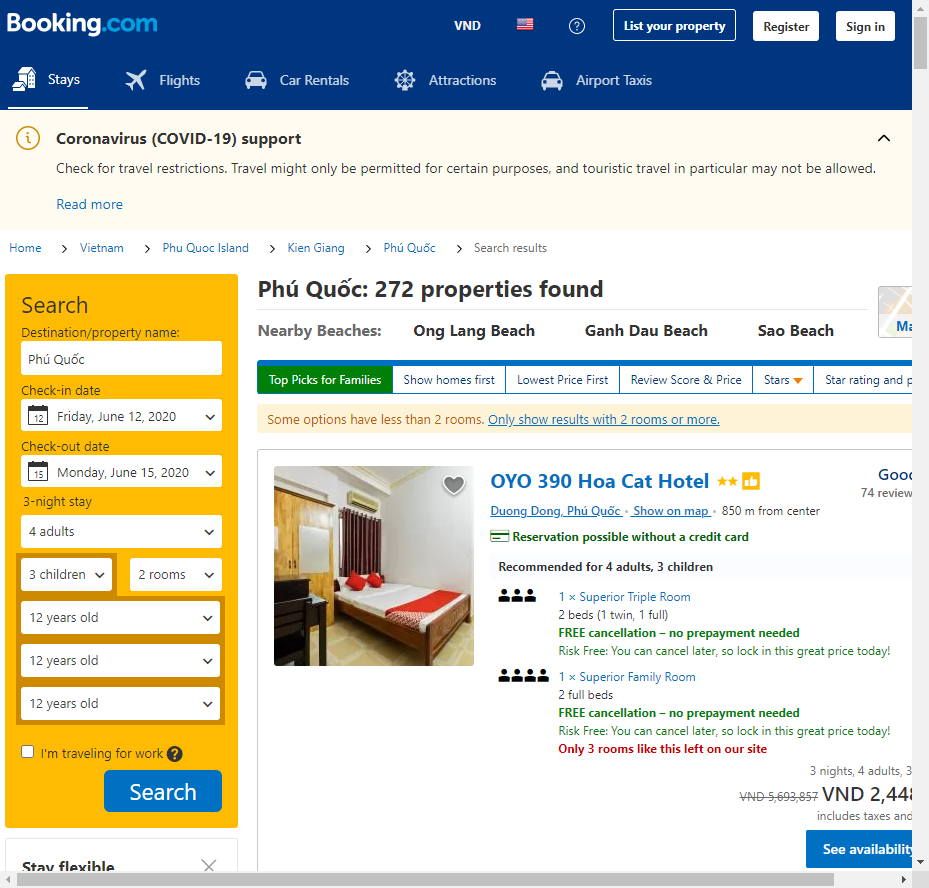 Booking.com
VND
List your property
Register
Sign in
Stays
Flights
Car Rentals
Attractions
Airport Taxis
Coronavirus (COVID-19) support
Check for travel restrictions. Travel might only be permitted for certain purposes, and touristic travel in particular may not be allowed.
Read more
Home
Vietnam
Phu Quoc Island
Kien Giang
Phú Quốc
Search results
Search
Destination/property name:
Phú Quốc
Check-in date
12
Friday, June 12, 2020
Check-out date
15
Monday, June 15, 2020
3-night stay
4 adults
3 children
2 rooms
12 years old
12 years old
12 years old
I'm traveling for work
Search
Stay flexible
Phú Quốc: 272 properties found
Nearby Beaches:
Ong Lang Beach
Ganh Dau Beach
Sao Beach
Ma
Top Picks for Families
Show homes first
Lowest Price First
Review Score & Price
Stars
Star rating and p
Some options have less than 2 rooms. Only show results with 2 rooms or more.
OYO 390 Hoa Cat Hotel
Good
74 review
Duong Dong, Phú Quốc · Show on map · 850 m from center
Reservation possible without a credit card
Recommended for 4 adults, 3 children
1 × Superior Triple Room
2 beds (1 twin, 1 full)
FREE cancellation – no prepayment needed
Risk Free: You can cancel later, so lock in this great price today!
1 × Superior Family Room
2 full beds
FREE cancellation – no prepayment needed
Risk Free: You can cancel later, so lock in this great price today!
Only 3 rooms like this left on our site
3 nights, 4 adults, 3
VND 5,693,857 VND 2,448
includes taxes and
See availability